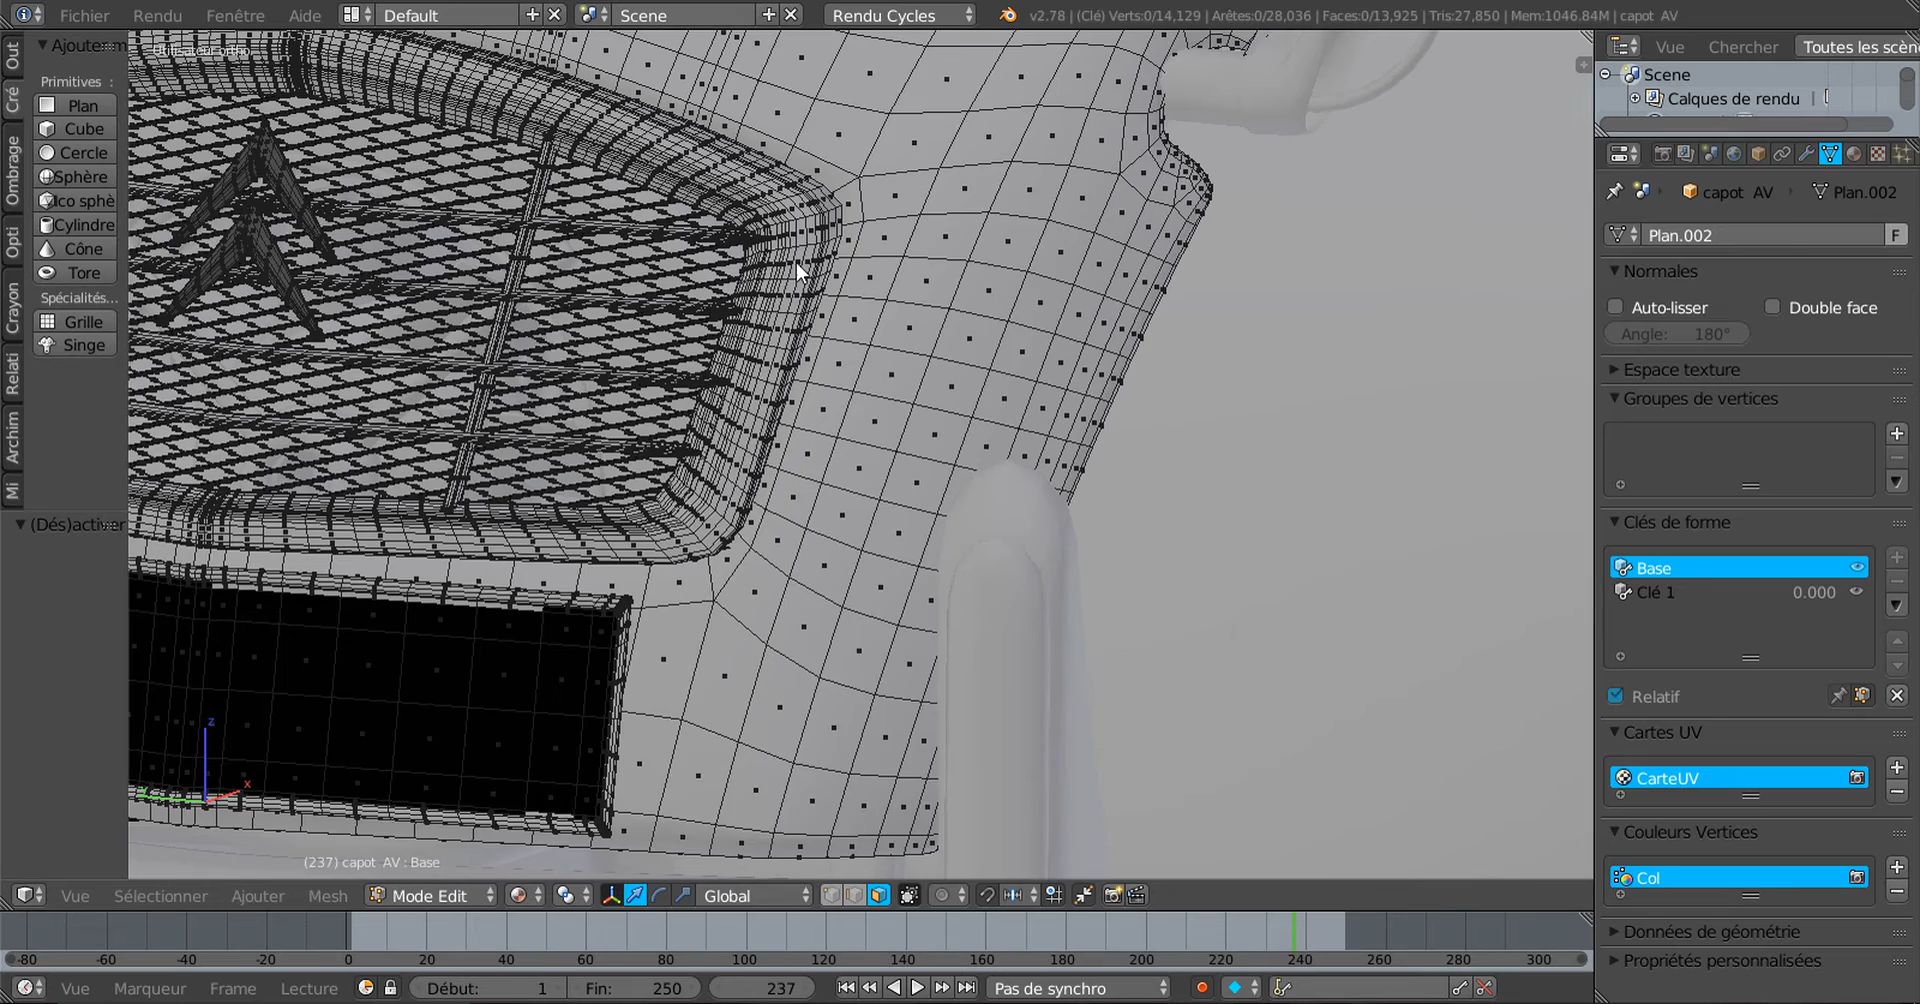 Fichier Rendu Fenêtre Aide Default Scene Rendu Cycles v2.78 | (Clé) Verts:0/14,129 | Arêtes:0/28,036 | Faces:0/13,925 | Tris:27,850 | Mem:1046.84M | capot AV
Out
Cré
Ombrage
Opti
Crayon
Relati
Archim
Mi
Primitives :
Plan
Cube
Cercle
Sphère
Ico sphè
Cylindre
Cône
Tore
Spécialités...
Grille
Singe
(Dés)activer
Utilisateur ortho
z
x
(237) capot AV : Base
Vue Sélectionner Ajouter Mesh Mode Edit Global
-80 -60 -40 -20 0 20 40 60 80 100 120 140 160 180 200 220 240 260 280 300
Vue Marqueur Frame Lecture Début: 1 Fin: 250 237 Pas de synchro
Vue Chercher Toutes les scèn
Scene
Calques de rendu |
capot AV Plan.002
Plan.002 F
Normales
Auto-lisser Double face
Angle: 180°
Espace texture
Groupes de vertices
Clés de forme
Base
Clé 1 0.000
Relatif
Cartes UV
CarteUV
Couleurs Vertices
Col
Données de géométrie
Propriétés personnalisées